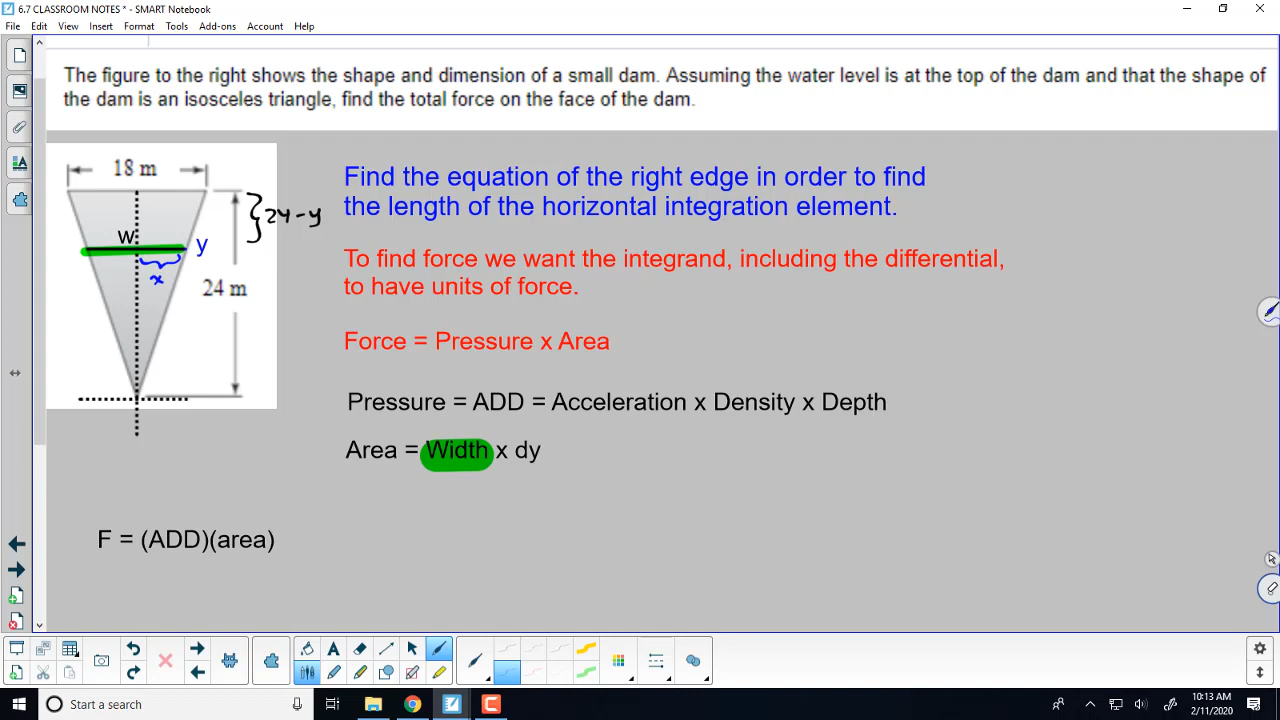 6.7 CLASSROOM NOTES * - SMART Notebook
File Edit View Insert Format Tools Add-ons Account Help
The figure to the right shows the shape and dimension of a small dam. Assuming the water level is at the top of the dam and that the shape of
the dam is an isosceles triangle, find the total force on the face of the dam.
18 m
24-y
w
y
x
24 m
Find the equation of the right edge in order to find
the length of the horizontal integration element.
To find force we want the integrand, including the differential,
to have units of force.
Force = Pressure x Area
Pressure = ADD = Acceleration x Density x Depth
Area = Width x dy
F = (ADD)(area)
Type here to search
10:13 AM
2/11/2020